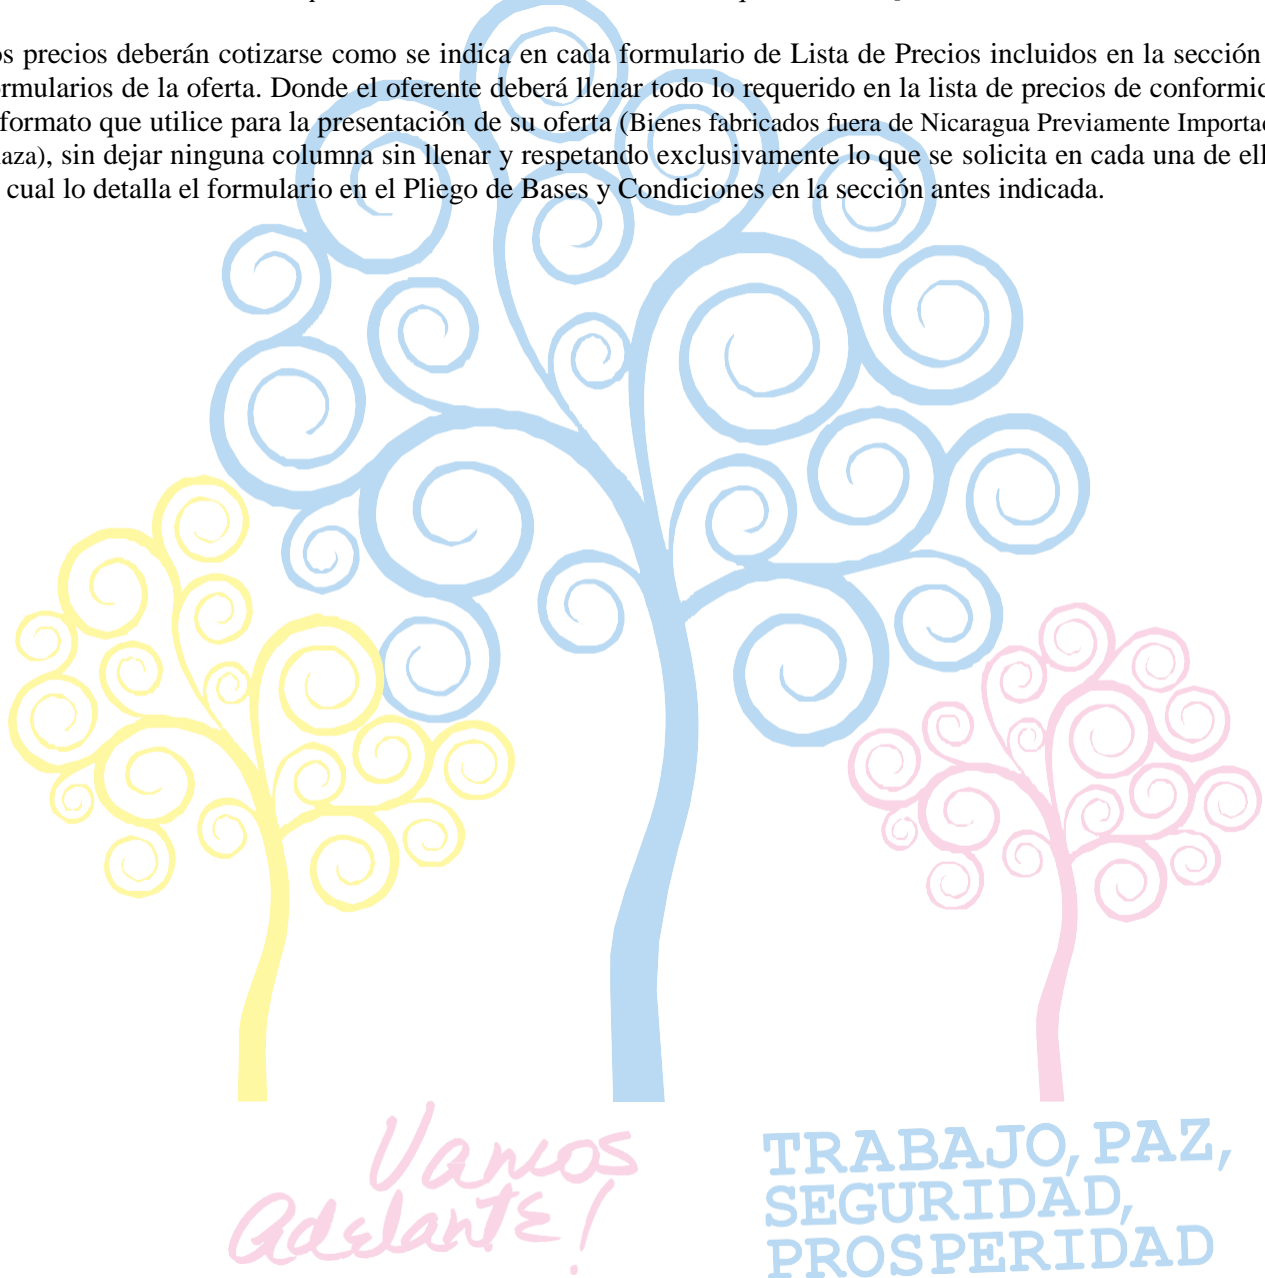 os precios deberán cotizarse como se indica en cada formulario de Lista de Precios incluidos en la sección
ormularios de la oferta. Donde el oferente deberá llenar todo lo requerido en la lista de precios de conformid
formato que utilice para la presentación de su oferta (Bienes fabricados fuera de Nicaragua Previamente Importa
laza), sin dejar ninguna columna sin llenar y respetando exclusivamente lo que se solicita en cada una de ell
cual lo detalla el formulario en el Pliego de Bases y Condiciones en la sección antes indicada.
Vamos
adelante!
TRABAJO, PAZ,
SEGURIDAD,
PROSPERIDAD